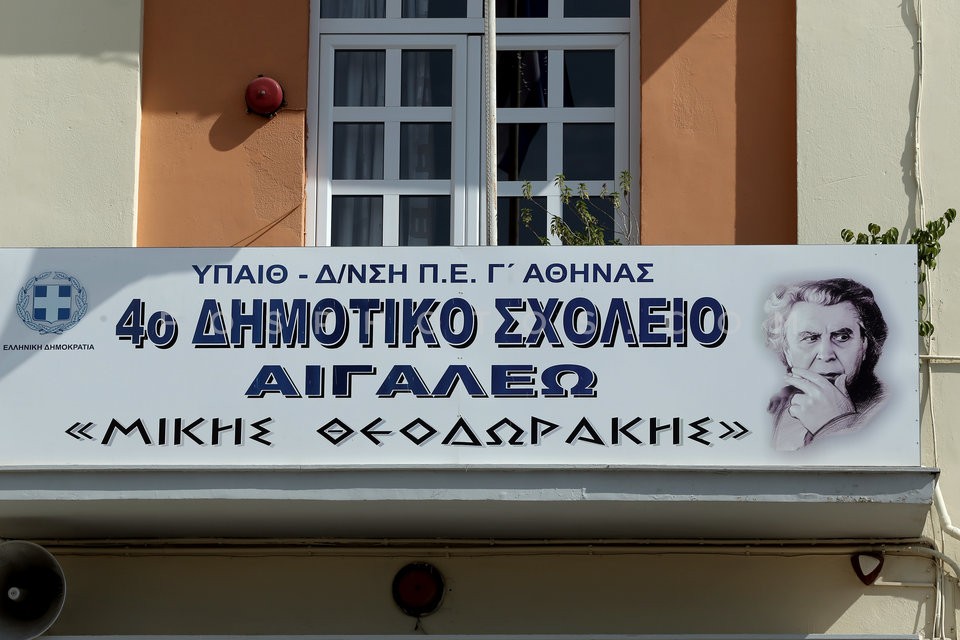 ΥΠΑΙΘ - Δ/ΝΣΗ Π.Ε. Γ΄ ΑΘΗΝΑΣ
4ο ΔΗΜΟΤΙΚΟ ΣΧΟΛΕΙΟ
ΑΙΓΑΛΕΩ
«ΜΙΚΗΣ ΘΕΟΔΩΡΑΚΗΣ»
ΕΛΛΗΝΙΚΗ ΔΗΜΟΚΡΑΤΙΑ